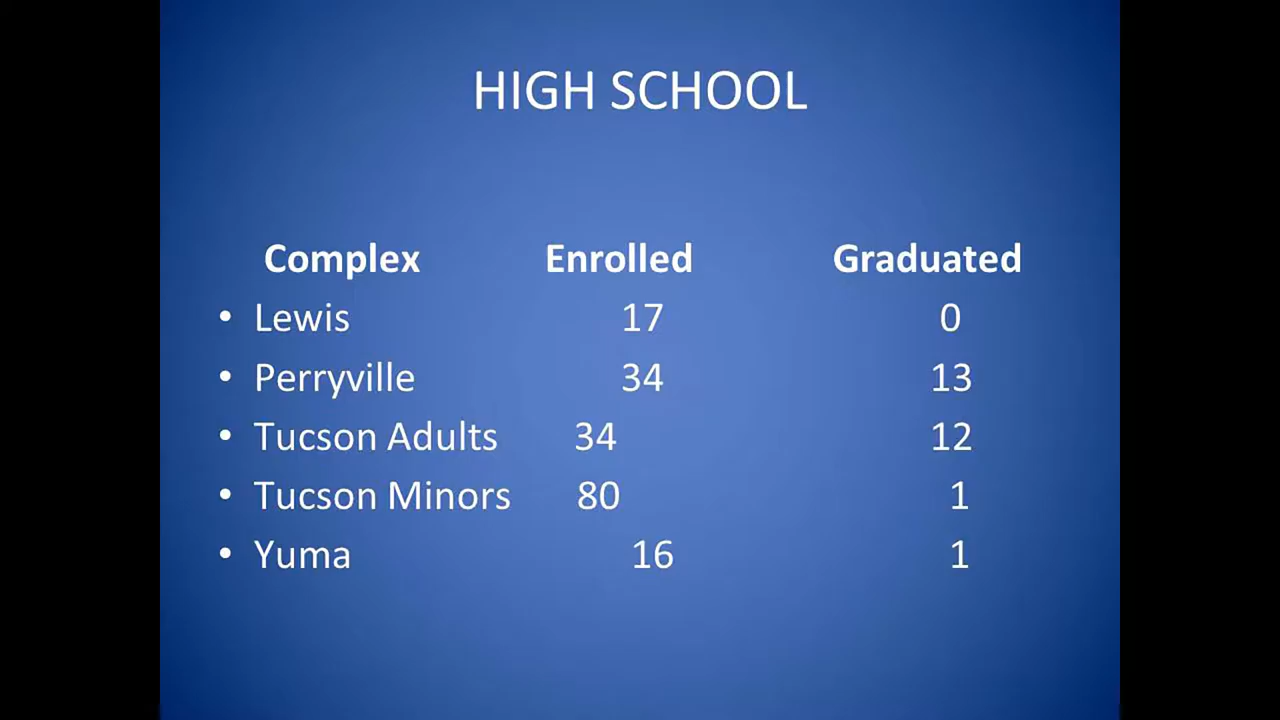 HIGH SCHOOL
Complex Enrolled Graduated
• Lewis 17 0
• Perryville 34 13
• Tucson Adults 34 12
• Tucson Minors 80 1
• Yuma 16 1